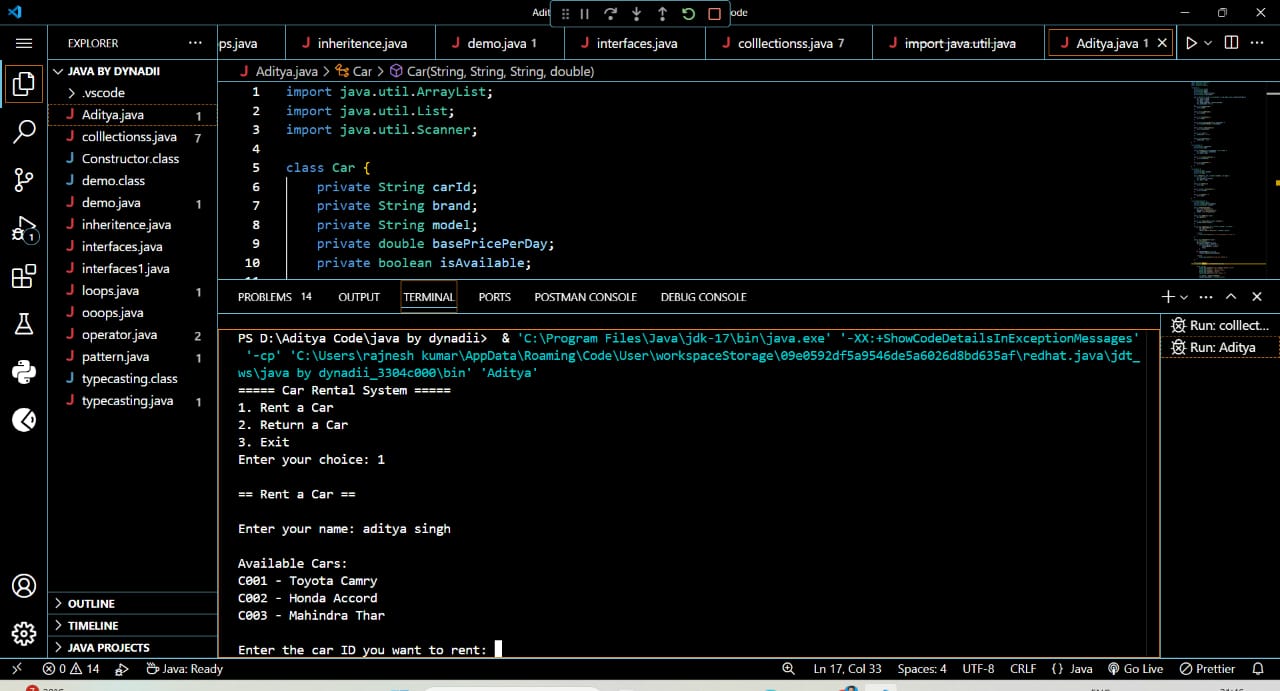 Adit
ode
EXPLORER
ps.java
inheritence.java
demo.java 1
interfaces.java
colllectionss.java 7
import java.util.java
Aditya.java 1
JAVA BY DYNADII
.vscode
Aditya.java 1
colllectionss.java 7
Constructor.class
demo.class
demo.java 1
inheritence.java
interfaces.java
interfaces1.java
loops.java 1
ooops.java
operator.java 2
pattern.java 1
typecasting.class
typecasting.java 1
OUTLINE
TIMELINE
JAVA PROJECTS
1
Aditya.java > Car > Car(String, String, String, double)
1 import java.util.ArrayList;
2 import java.util.List;
3 import java.util.Scanner;
4
5 class Car {
6 private String carId;
7 private String brand;
8 private String model;
9 private double basePricePerDay;
10 private boolean isAvailable;
PROBLEMS 14 OUTPUT TERMINAL PORTS POSTMAN CONSOLE DEBUG CONSOLE
PS D:\Aditya Code\java by dynadii> & 'C:\Program Files\Java\jdk-17\bin\java.exe' '-XX:+ShowCodeDetailsInExceptionMessages'
'-cp' 'C:\Users\rajnesh kumar\AppData\Roaming\Code\User\workspaceStorage\09e0592df5a9546de5a6026d8bd635af\redhat.java\jdt_
ws\java by dynadii_3304c000\bin' 'Aditya'
===== Car Rental System =====
1. Rent a Car
2. Return a Car
3. Exit
Enter your choice: 1
== Rent a Car ==
Enter your name: aditya singh
Available Cars:
C001 - Toyota Camry
C002 - Honda Accord
C003 - Mahindra Thar
Enter the car ID you want to rent:
Run: colllect...
Run: Aditya
0 14 Java: Ready Ln 17, Col 33 Spaces: 4 UTF-8 CRLF {} Java Go Live Prettier